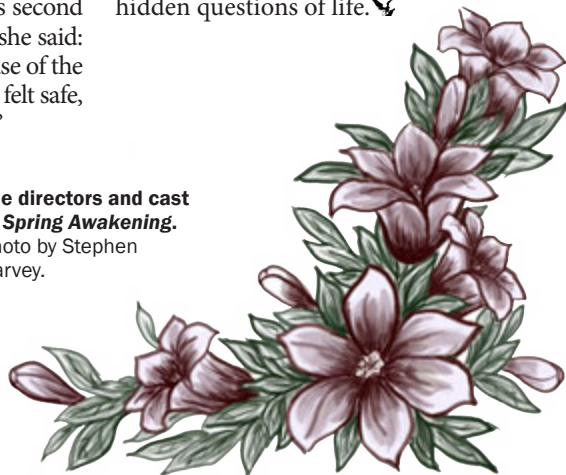 s second
she said:
se of the
felt safe,
hidden questions of life.
e directors and cast
Spring Awakening.
oto by Stephen
arvey.